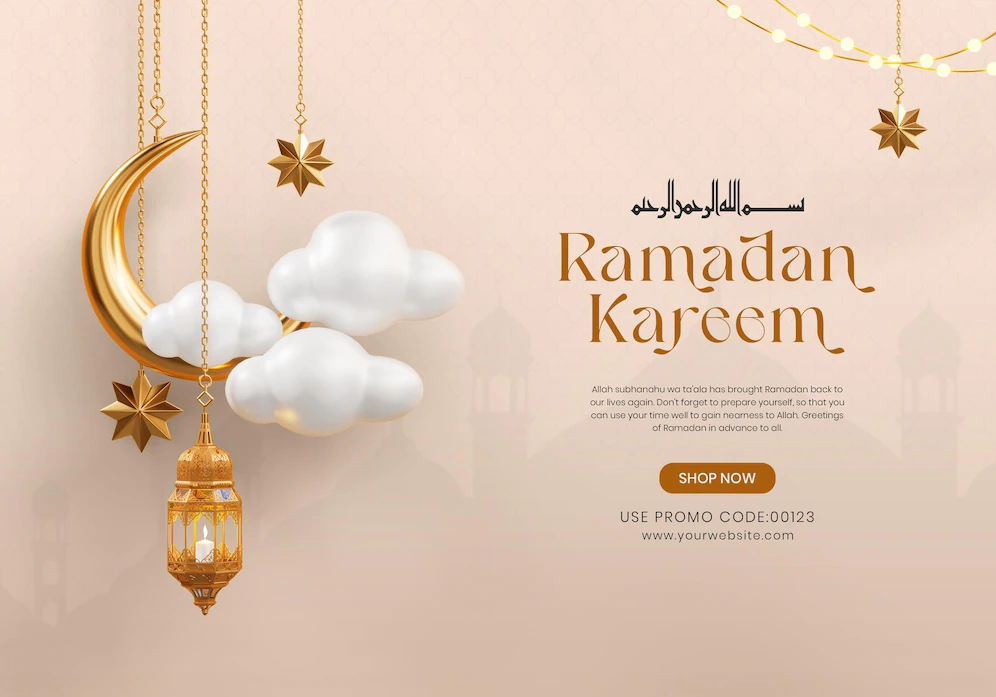 بسم الله الرحمن الرحيم
Ramadan
Kareem
Allah subhanahu wa ta'ala has brought Ramadan back to
our lives again. Don't forget to prepare yourself, so that you
can use your time well to gain nearness to Allah. Greetings
of Ramadan in advance to all.
SHOP NOW
USE PROMO CODE:00123
www.yourwebsite.com